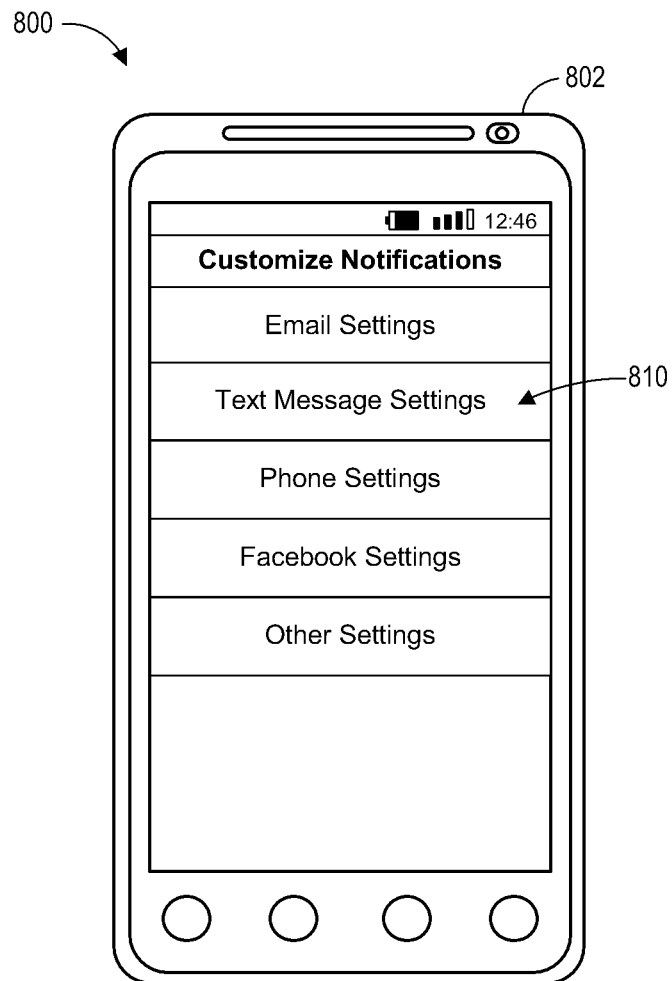 800
802
12:46
Customize Notifications
Email Settings
Text Message Settings
810
Phone Settings
Facebook Settings
Other Settings